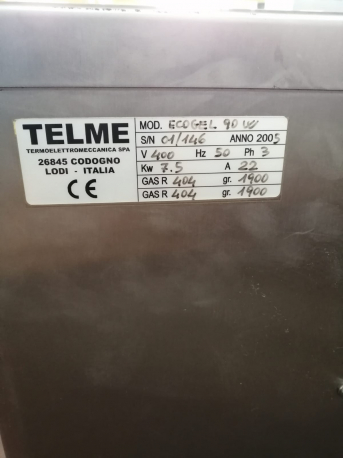 TELME
TERMOELETTROMECCANICA SPA
26845 CODOGNO
LODI - ITALIA
CE
MOD. ECOGEL 90 W
S/N 01/146 ANNO 2005
V 400 Hz 50 Ph 3
Kw 7.5 A 22
GAS R 404 gr. 1900
GAS R 404 gr. 1900